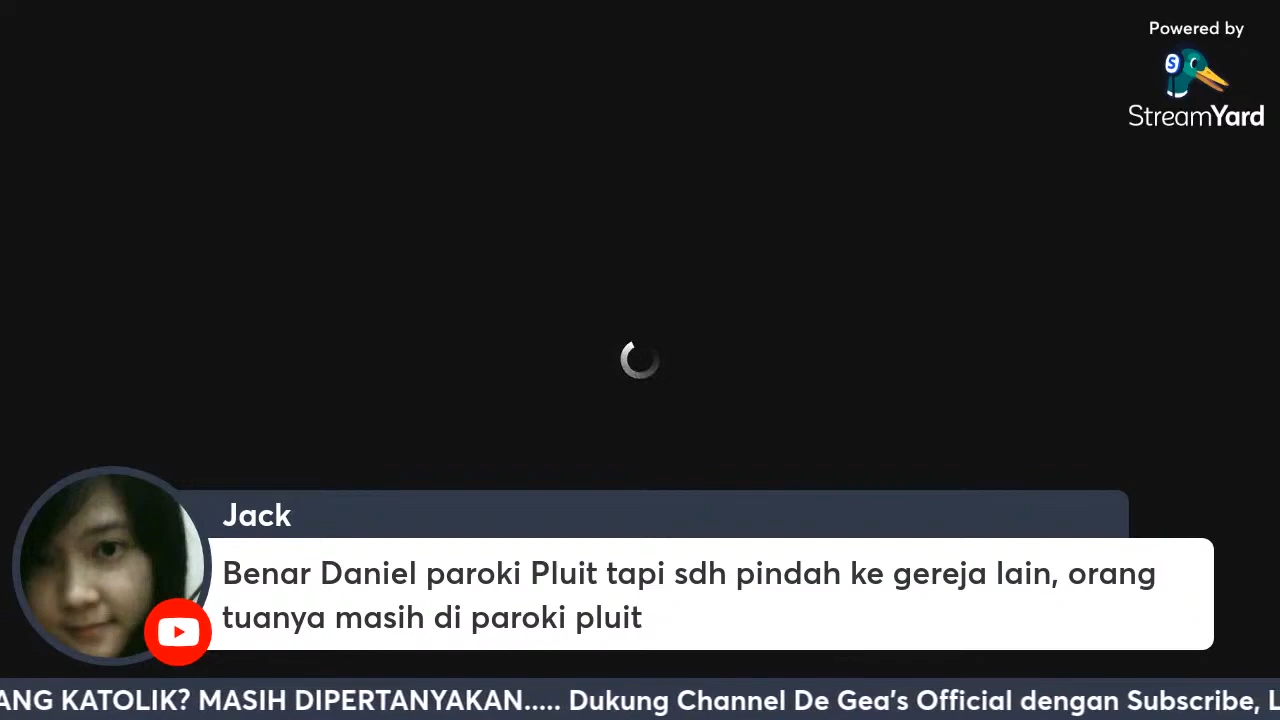 Powered by
StreamYard
Jack
Benar Daniel paroki Pluit tapi sdh pindah ke gereja lain, orang
tuanya masih di paroki pluit
ANG KATOLIK? MASIH DIPERTANYAKAN..... Dukung Channel De Gea's Official dengan Subscribe, L